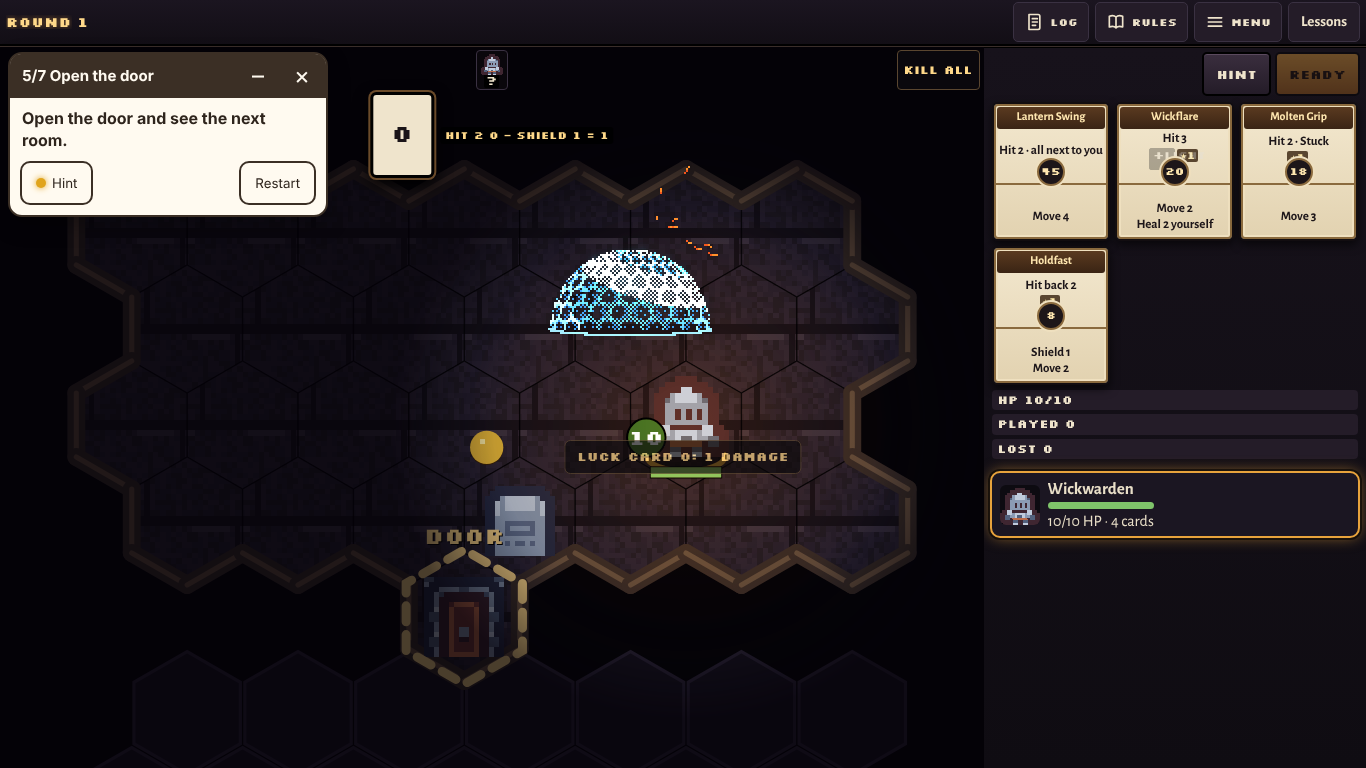 ROUND 1
LOG
RULES
MENU
Lessons
5/7 Open the door
Open the door and see the next
room.
Hint
Restart
?
0
HIT 2 0 - SHIELD 1 = 1
KILL ALL
HINT
READY
Lantern Swing
Hit 2 · all next to you
45
Move 4
Wickflare
Hit 3
20
Move 2
Heal 2 yourself
Molten Grip
Hit 2 · Stuck
18
Move 3
Holdfast
Hit back 2
8
Shield 1
Move 2
HP 10/10
PLAYED 0
LOST 0
Wickwarden
10/10 HP · 4 cards
10
LUCK CARD 0: 1 DAMAGE
DOOR